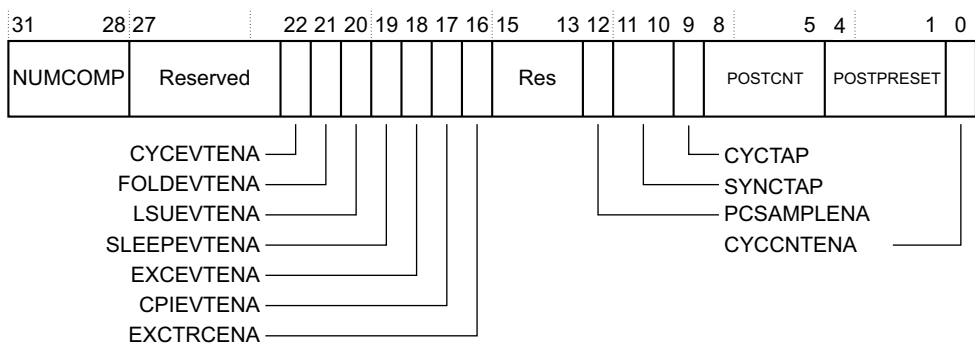 31 28 27 22 21 20 19 18 17 16 15 13 12 11 10 9 8 5 4 1 0
NUMCOMP Reserved Res POSTCNT POSTPRESET
CYCEVTENA CYCTAP
FOLDEVTENA SYNCTAP
LSUEVTENA PCSAMPLENA
SLEEPEVTENA CYCCNTENA
EXCEVTENA
CPIEVTENA
EXCTRCENA